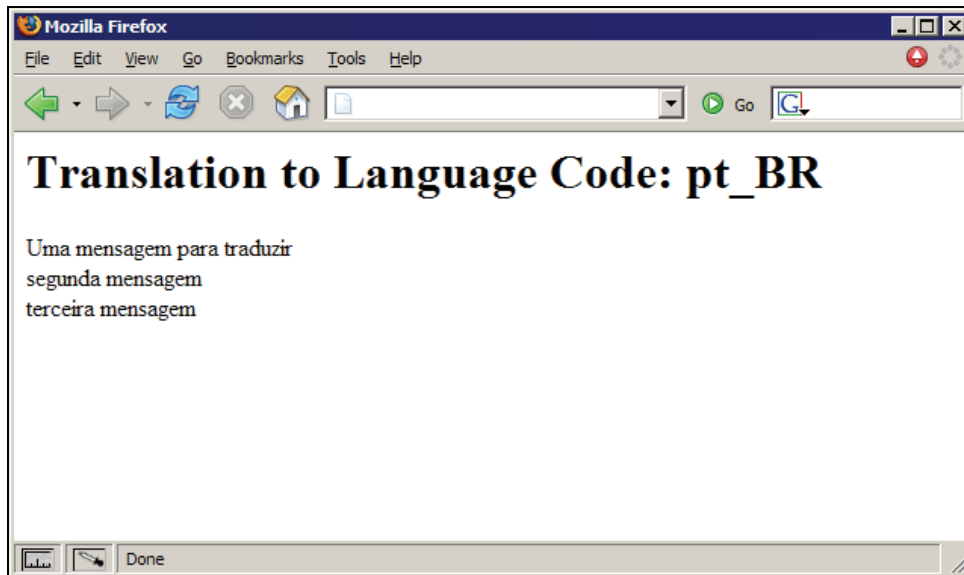 Mozilla Firefox
File Edit View Go Bookmarks Tools Help
Go G
Translation to Language Code: pt_BR
Uma mensagem para traduzir
segunda mensagem
terceira mensagem
Done